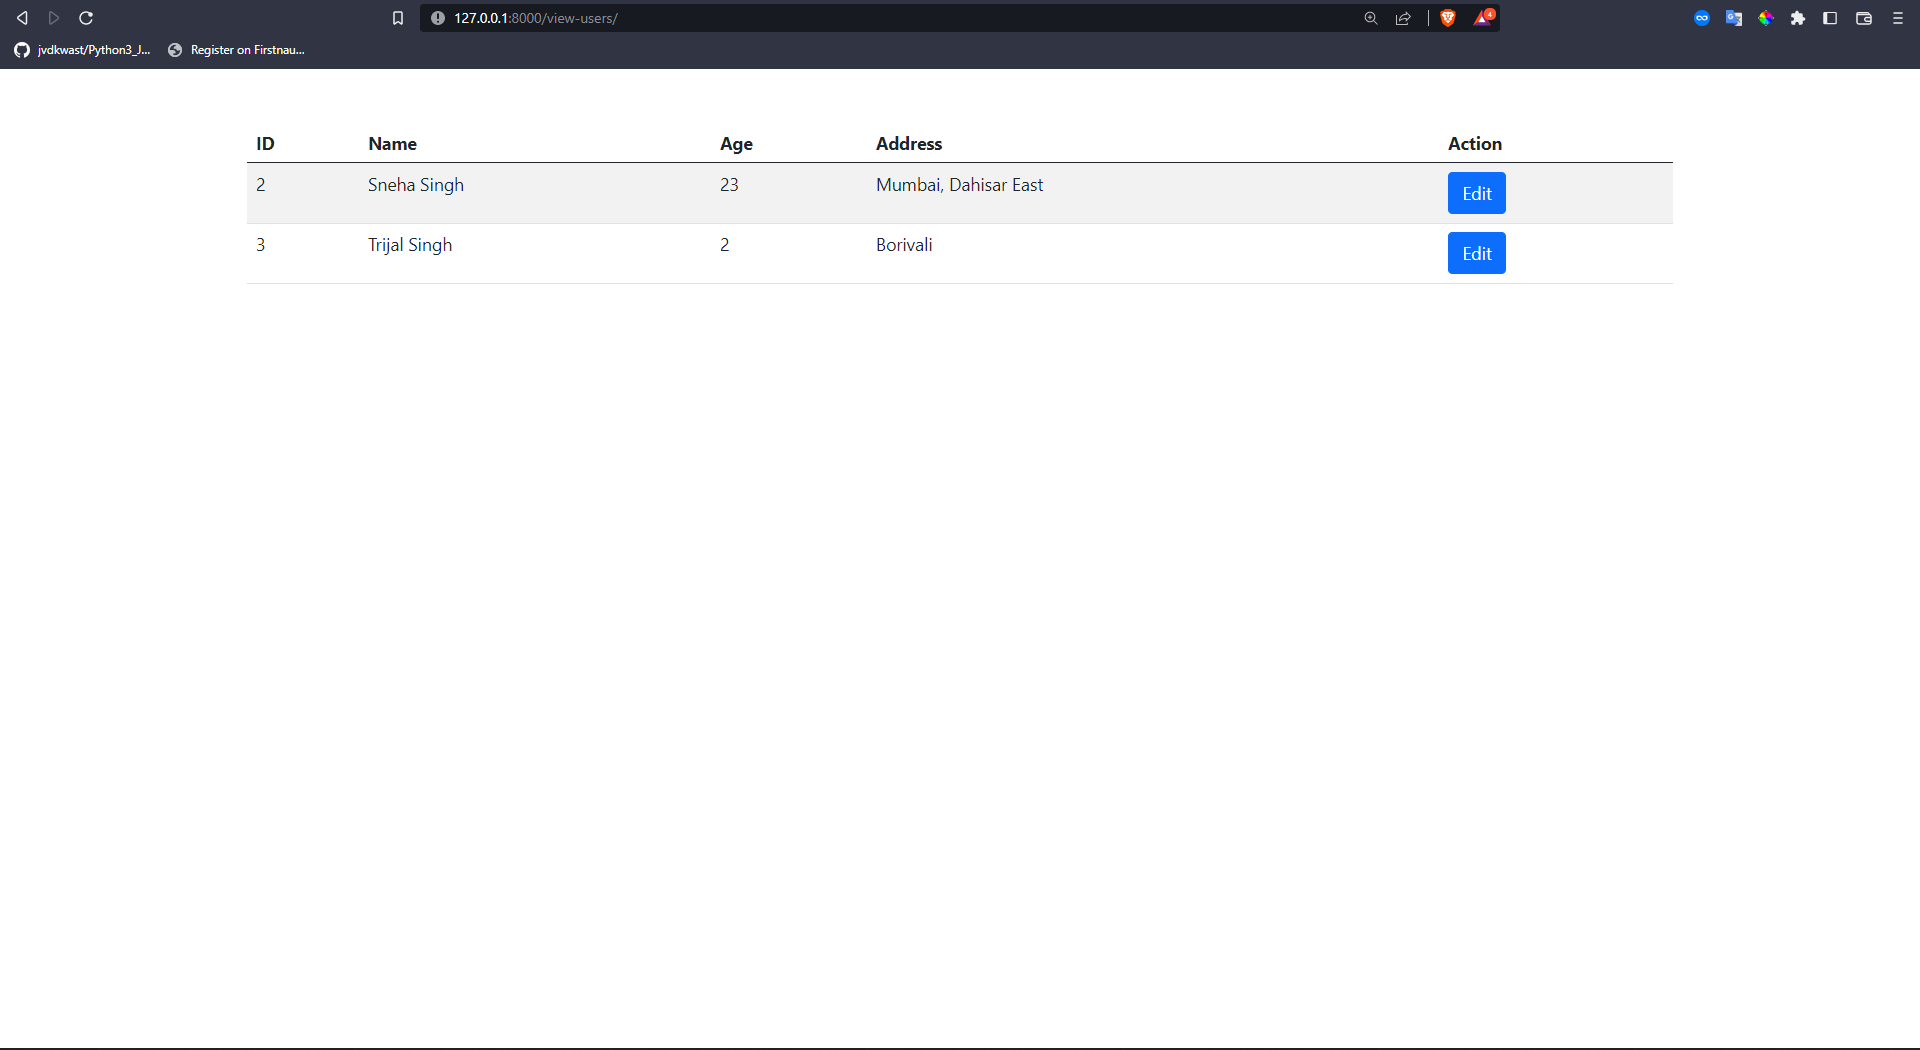 127.0.0.1:8000/view-users/
4
jvdkwast/Python3_J... Register on Firstnau...
ID Name Age Address Action
2 Sneha Singh 23 Mumbai, Dahisar East Edit
3 Trijal Singh 2 Borivali Edit